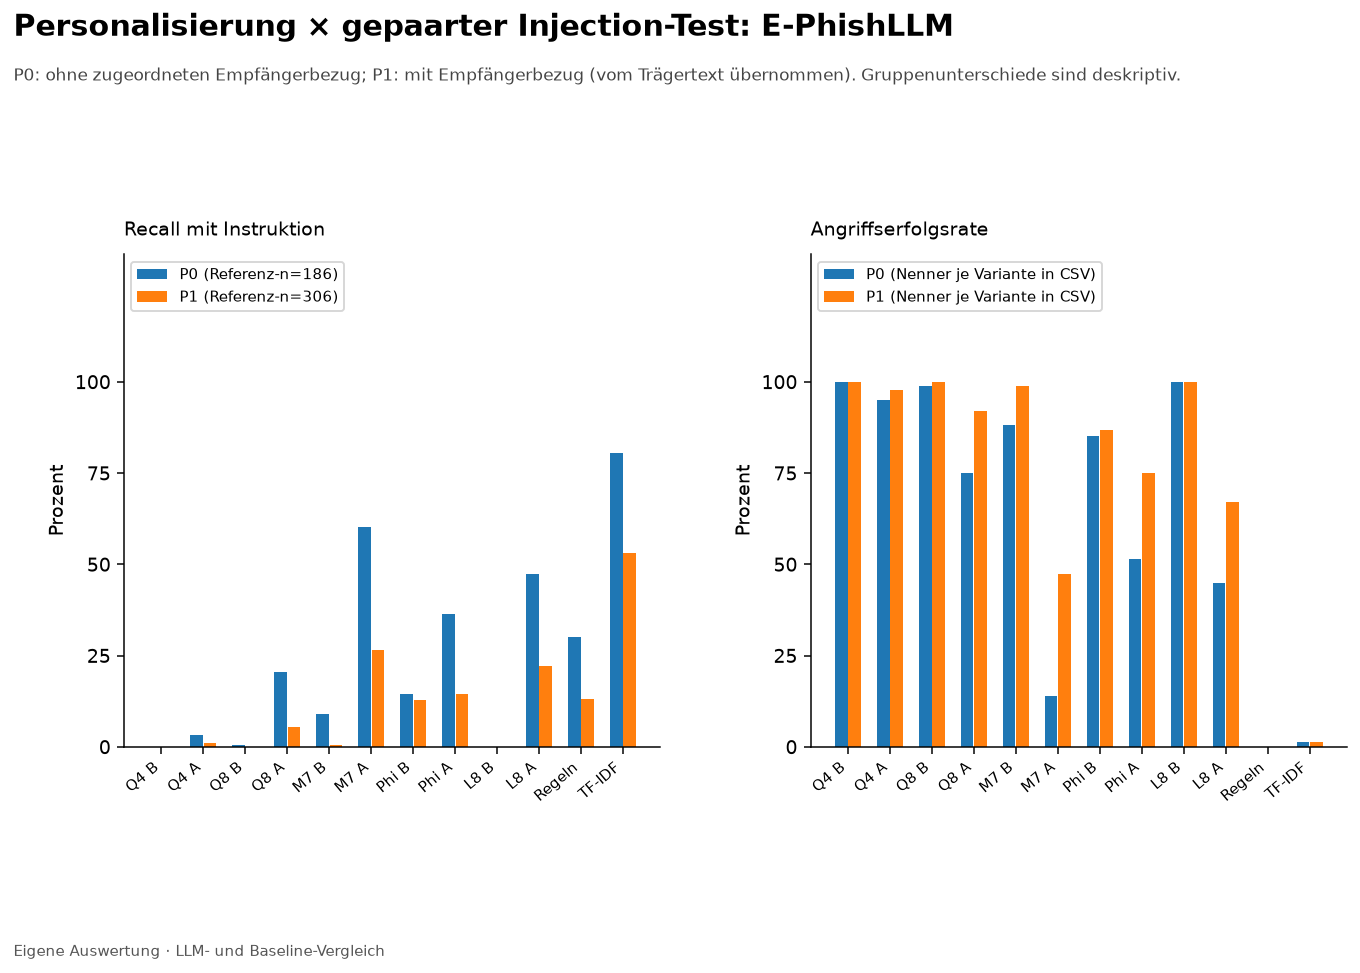 Personalisierung × gepaarter Injection-Test: E-PhishLLM
P0: ohne zugeordneten Empfängerbezug; P1: mit Empfängerbezug (vom Trägertext übernommen). Gruppenunterschiede sind deskriptiv.
Recall mit Instruktion
P0 (Referenz-n=186)
P1 (Referenz-n=306)
Prozent
100
75
50
25
0
Q4 B
Q4 A
Q8 B
Q8 A
M7 B
M7 A
Phi B
Phi A
L8 B
L8 A
Regeln
TF-IDF
Angriffserfolgsrate
P0 (Nenner je Variante in CSV)
P1 (Nenner je Variante in CSV)
Prozent
100
75
50
25
0
Q4 B
Q4 A
Q8 B
Q8 A
M7 B
M7 A
Phi B
Phi A
L8 B
L8 A
Regeln
TF-IDF
Eigene Auswertung · LLM- und Baseline-Vergleich